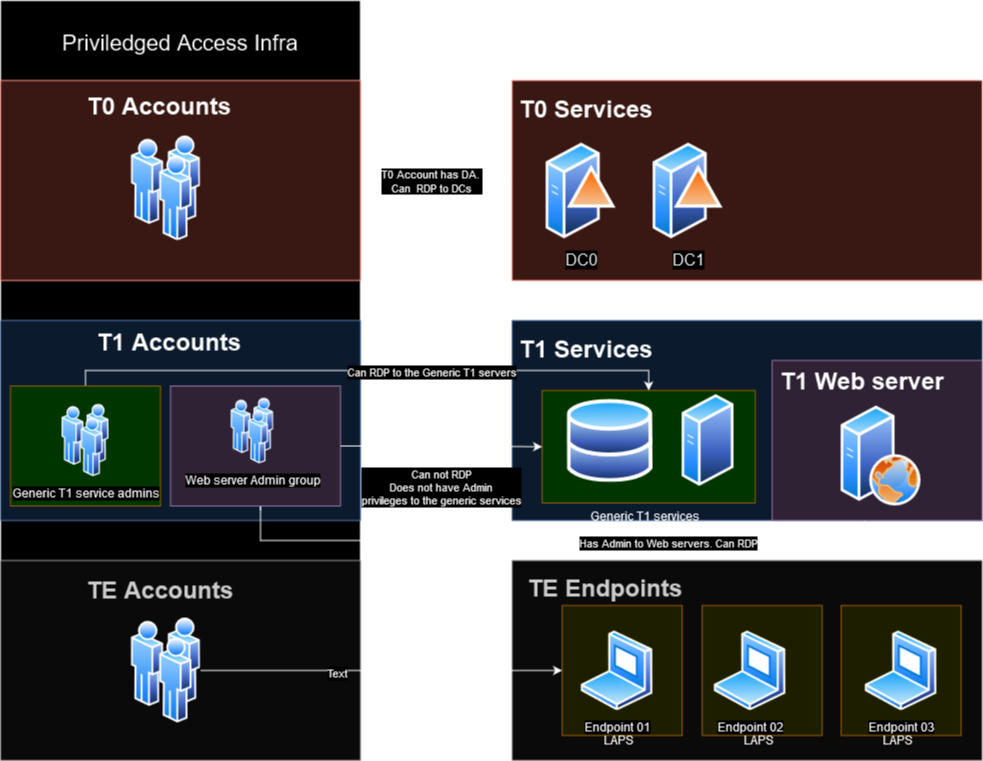 Priviledged Access Infra
T0 Accounts
T0 Services
T0 Account has DA.
Can RDP to DCs
DC0
DC1
T1 Accounts
T1 Services
Can RDP to the Generic T1 servers
T1 Web server
Generic T1 service admins
Web server Admin group
Can not RDP
Does not have Admin
privileges to the generic services
Generic T1 services
Has Admin to Web servers. Can RDP
TE Accounts
TE Endpoints
Text
Endpoint 01
LAPS
Endpoint 02
LAPS
Endpoint 03
LAPS